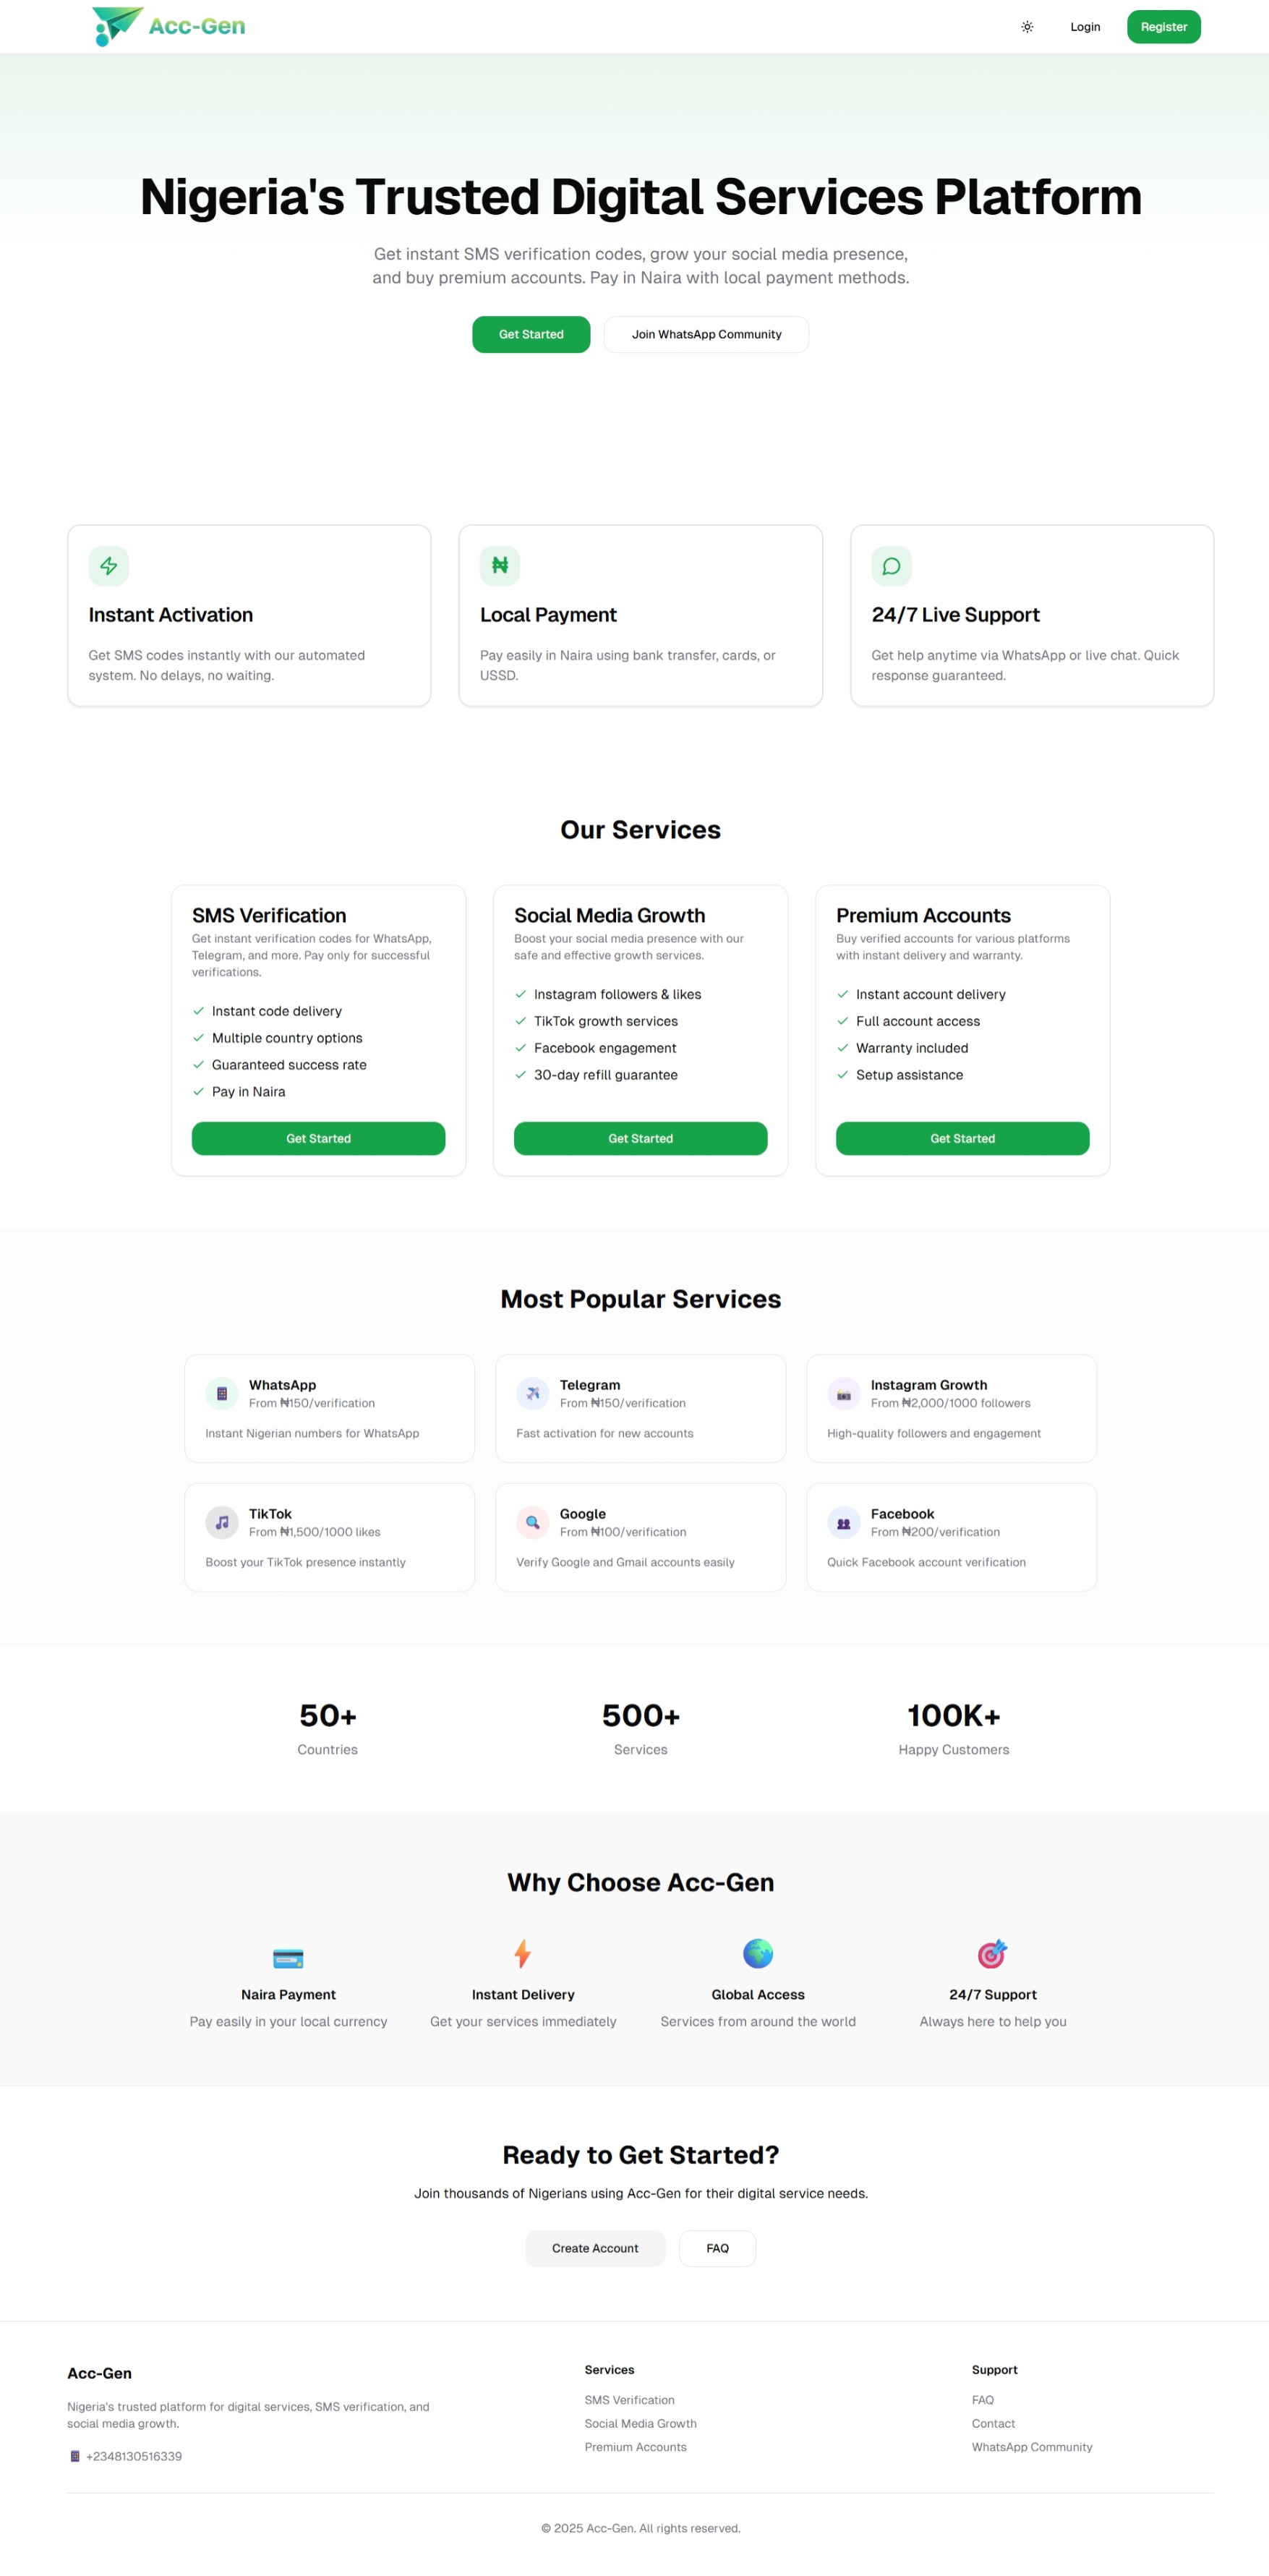 Acc-Gen
Login
Register
Nigeria's Trusted Digital Services Platform
Get instant SMS verification codes, grow your social media presence,
and buy premium accounts. Pay in Naira with local payment methods.
Get Started
Join WhatsApp Community
Instant Activation
Get SMS codes instantly with our automated
system. No delays, no waiting.
₦
Local Payment
Pay easily in Naira using bank transfer, cards, or
USSD.
24/7 Live Support
Get help anytime via WhatsApp or live chat. Quick
response guaranteed.
Our Services
SMS Verification
Get instant verification codes for WhatsApp,
Telegram, and more. Pay only for successful
verifications.
Instant code delivery
Multiple country options
Guaranteed success rate
Pay in Naira
Get Started
Social Media Growth
Boost your social media presence with our
safe and effective growth services.
Instagram followers & likes
TikTok growth services
Facebook engagement
30-day refill guarantee
Get Started
Premium Accounts
Buy verified accounts for various platforms
with instant delivery and warranty.
Instant account delivery
Full account access
Warranty included
Setup assistance
Get Started
Most Popular Services
WhatsApp
From ₦150/verification
Instant Nigerian numbers for WhatsApp
Telegram
From ₦150/verification
Fast activation for new accounts
Instagram Growth
From ₦2,000/1000 followers
High-quality followers and engagement
TikTok
From ₦1,500/1000 likes
Boost your TikTok presence instantly
Google
From ₦100/verification
Verify Google and Gmail accounts easily
Facebook
From ₦200/verification
Quick Facebook account verification
50+
Countries
500+
Services
100K+
Happy Customers
Why Choose Acc-Gen
Naira Payment
Pay easily in your local currency
Instant Delivery
Get your services immediately
Global Access
Services from around the world
24/7 Support
Always here to help you
Ready to Get Started?
Join thousands of Nigerians using Acc-Gen for their digital service needs.
Create Account
FAQ
Acc-Gen
Nigeria's trusted platform for digital services, SMS verification, and
social media growth.
+2348130516339
Services
SMS Verification
Social Media Growth
Premium Accounts
Support
FAQ
Contact
WhatsApp Community
© 2025 Acc-Gen. All rights reserved.